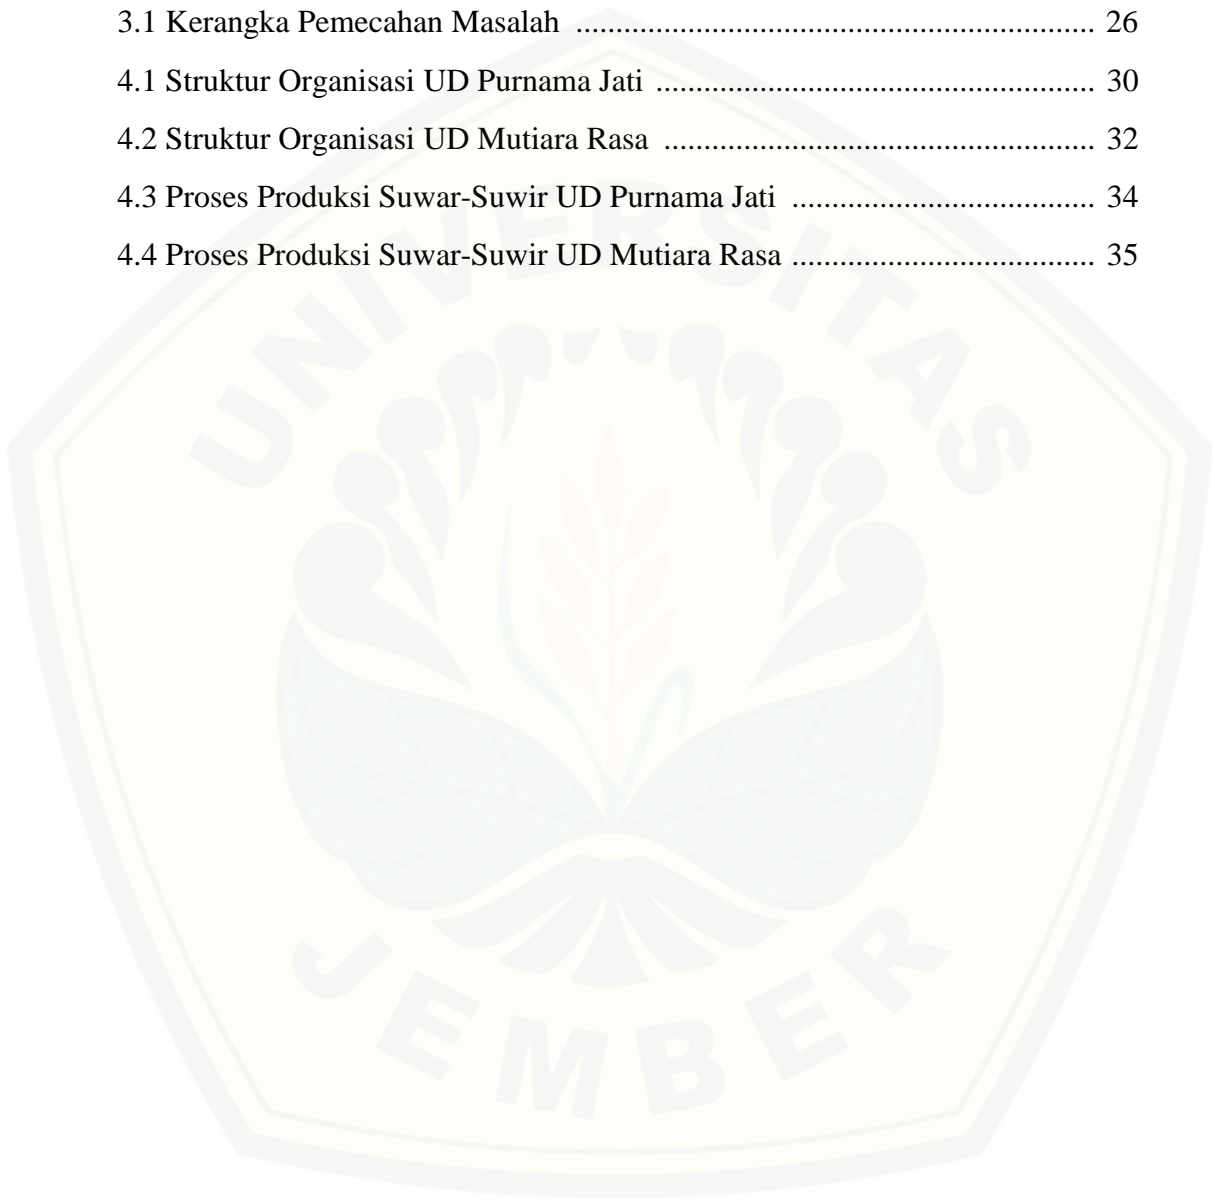 3.1 Kerangka Pemecahan Masalah ............................................................. 26
4.1 Struktur Organisasi UD Purnama Jati .................................................... 30
4.2 Struktur Organisasi UD Mutiara Rasa ................................................... 32
4.3 Proses Produksi Suwar-Suwir UD Purnama Jati .................................... 34
4.4 Proses Produksi Suwar-Suwir UD Mutiara Rasa .................................... 35
UNIVERSITAS
JEMBER